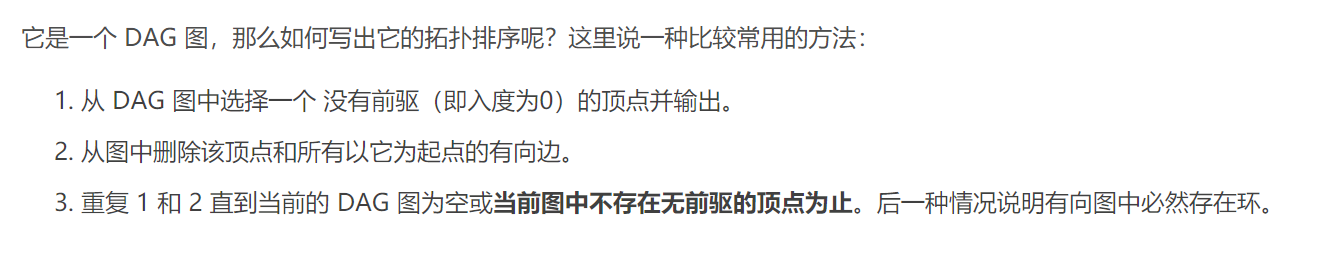 它是一个 DAG 图，那么如何写出它的拓扑排序呢？这里说一种比较常用的方法：
1. 从 DAG 图中选择一个 没有前驱（即入度为0）的顶点并输出。
2. 从图中删除该顶点和所有以它为起点的有向边。
3. 重复 1 和 2 直到当前的 DAG 图为空或当前图中不存在无前驱的顶点为止。后一种情况说明有向图中必然存在环。